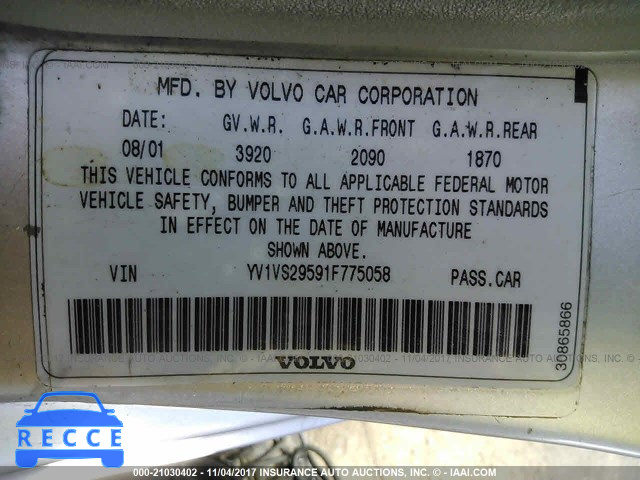 MFD. BY VOLVO CAR CORPORATION
DATE: GV.W.R. G.A.W.R.FRONT G.A.W.R.REAR
08/01 3920 2090 1870
THIS VEHICLE CONFORMS TO ALL APPLICABLE FEDERAL MOTOR
VEHICLE SAFETY, BUMPER AND THEFT PROTECTION STANDARDS
IN EFFECT ON THE DATE OF MANUFACTURE
SHOWN ABOVE.
VIN YV1VS29591F775058 PASS.CAR
30865866
VOLVO
RECCE
000-21030402 - 11/04/2017 INSURANCE AUTO AUCTIONS, INC. - © IAAI.COM